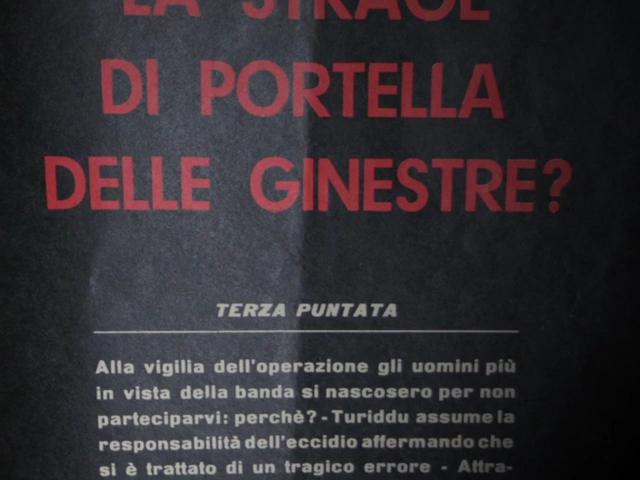 LA STRAGE
DI PORTELLA
DELLE GINESTRE?
TERZA PUNTATA
Alla vigilia dell'operazione gli uomini più
in vista della banda si nascosero per non
parteciparvi: perchè? - Turiddu assume la
responsabilità dell'eccidio affermando che
si è trattato di un tragico errore - Attra-